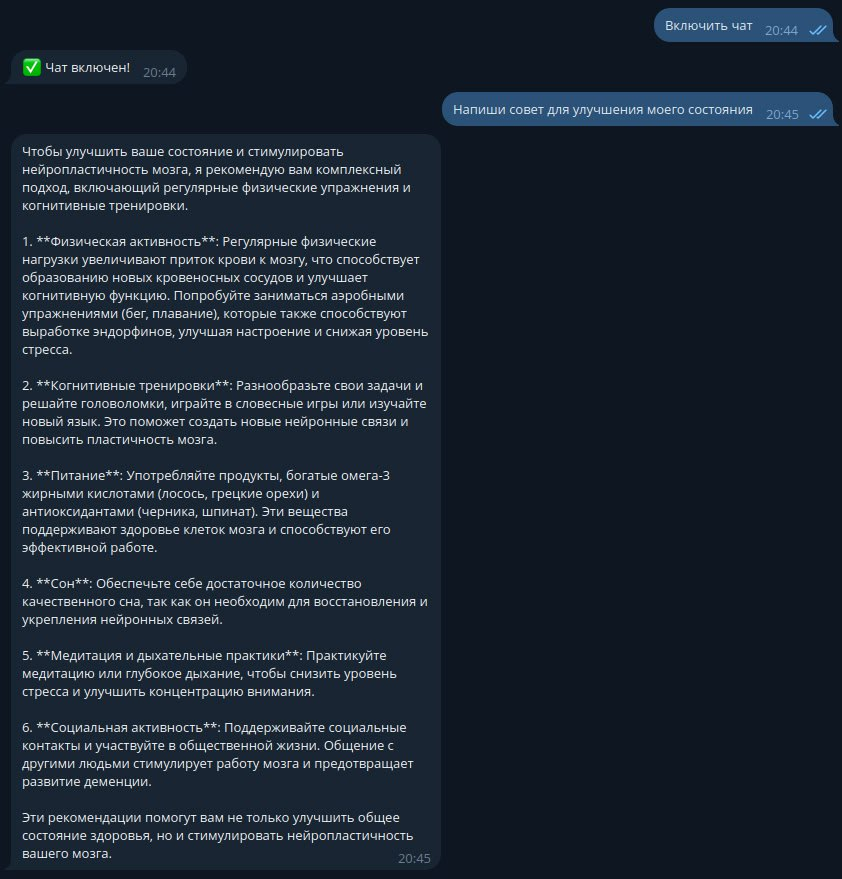 Включить чат 20:44
✅ Чат включен! 20:44
Напиши совет для улучшения моего состояния 20:45
Чтобы улучшить ваше состояние и стимулировать
нейропластичность мозга, я рекомендую вам комплексный
подход, включающий регулярные физические упражнения и
когнитивные тренировки.
1. **Физическая активность**: Регулярные физические
нагрузки увеличивают приток крови к мозгу, что способствует
образованию новых кровеносных сосудов и улучшает
когнитивную функцию. Попробуйте заниматься аэробными
упражнениями (бег, плавание), которые также способствуют
выработке эндорфинов, улучшая настроение и снижая уровень
стресса.
2. **Когнитивные тренировки**: Разнообразьте свои задачи и
решайте головоломки, играйте в словесные игры или изучайте
новый язык. Это поможет создать новые нейронные связи и
повысить пластичность мозга.
3. **Питание**: Употребляйте продукты, богатые омега-3
жирными кислотами (лосось, грецкие орехи) и
антиоксидантами (черника, шпинат). Эти вещества
поддерживают здоровье клеток мозга и способствуют его
эффективной работе.
4. **Сон**: Обеспечьте себе достаточное количество
качественного сна, так как он необходим для восстановления и
укрепления нейронных связей.
5. **Медитация и дыхательные практики**: Практикуйте
медитацию или глубокое дыхание, чтобы снизить уровень
стресса и улучшить концентрацию внимания.
6. **Социальная активность**: Поддерживайте социальные
контакты и участвуйте в общественной жизни. Общение с
другими людьми стимулирует работу мозга и предотвращает
развитие деменции.
Эти рекомендации помогут вам не только улучшить общее
состояние здоровья, но и стимулировать нейропластичность
вашего мозга. 20:45